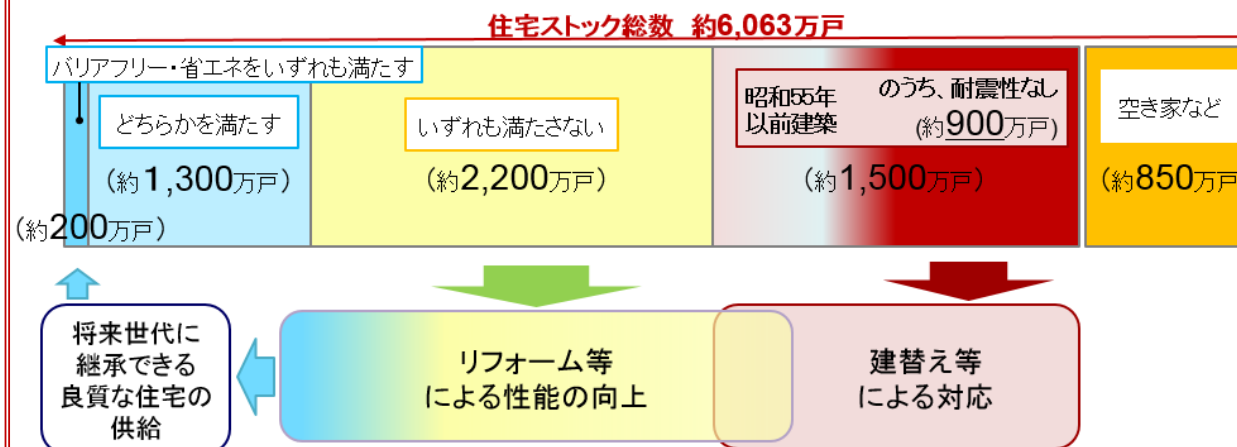 住宅ストック総数 約6,063万戸
バリアフリー・省エネをいずれも満たす
どちらかを満たす
(約1,300万戸)
(約200万戸)
いずれも満たさない
(約2,200万戸)
昭和55年
以前建築
のうち、耐震性なし
(約900万戸)
(約1,500万戸)
空き家など
(約850万戸
将来世代に
継承できる
良質な住宅の
供給
リフォーム等
による性能の向上
建替え等
による対応